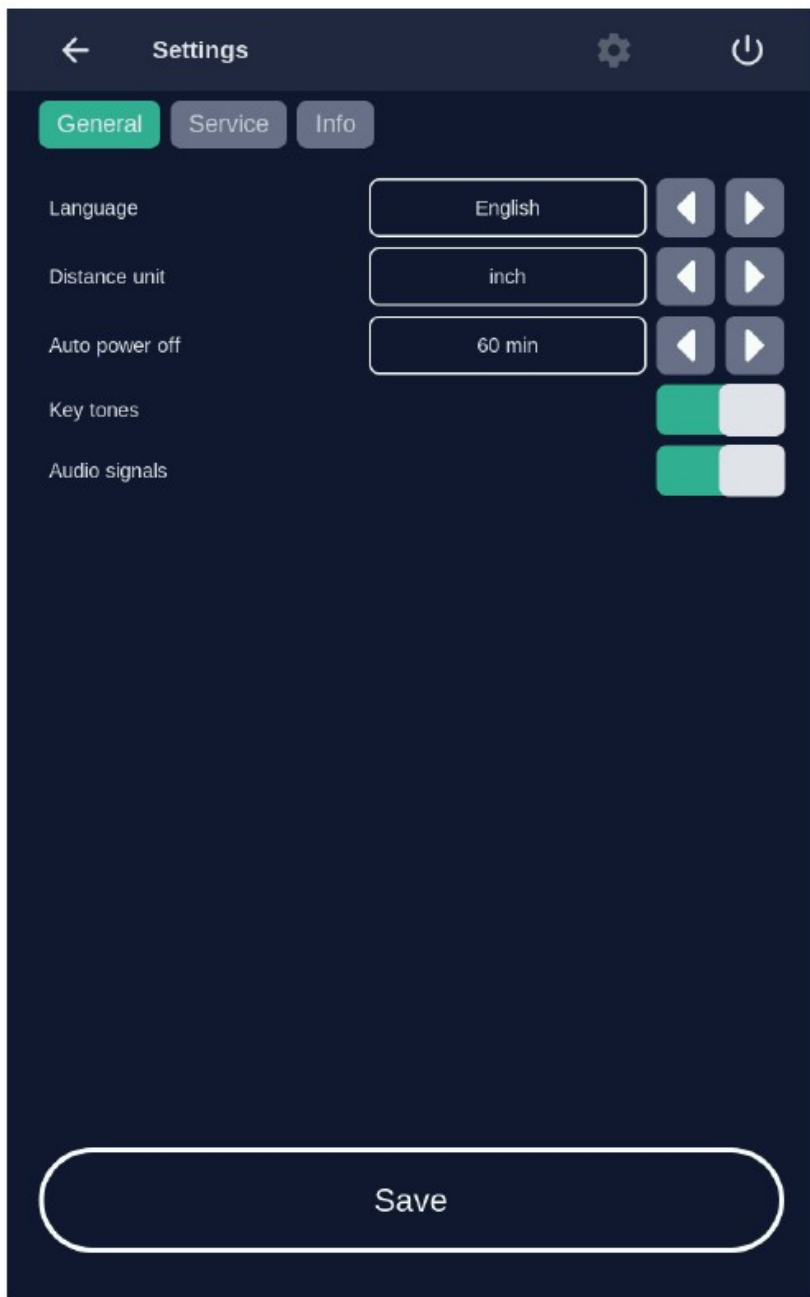 Settings
General Service Info
Language English
Distance unit inch
Auto power off 60 min
Key tones
Audio signals
Save